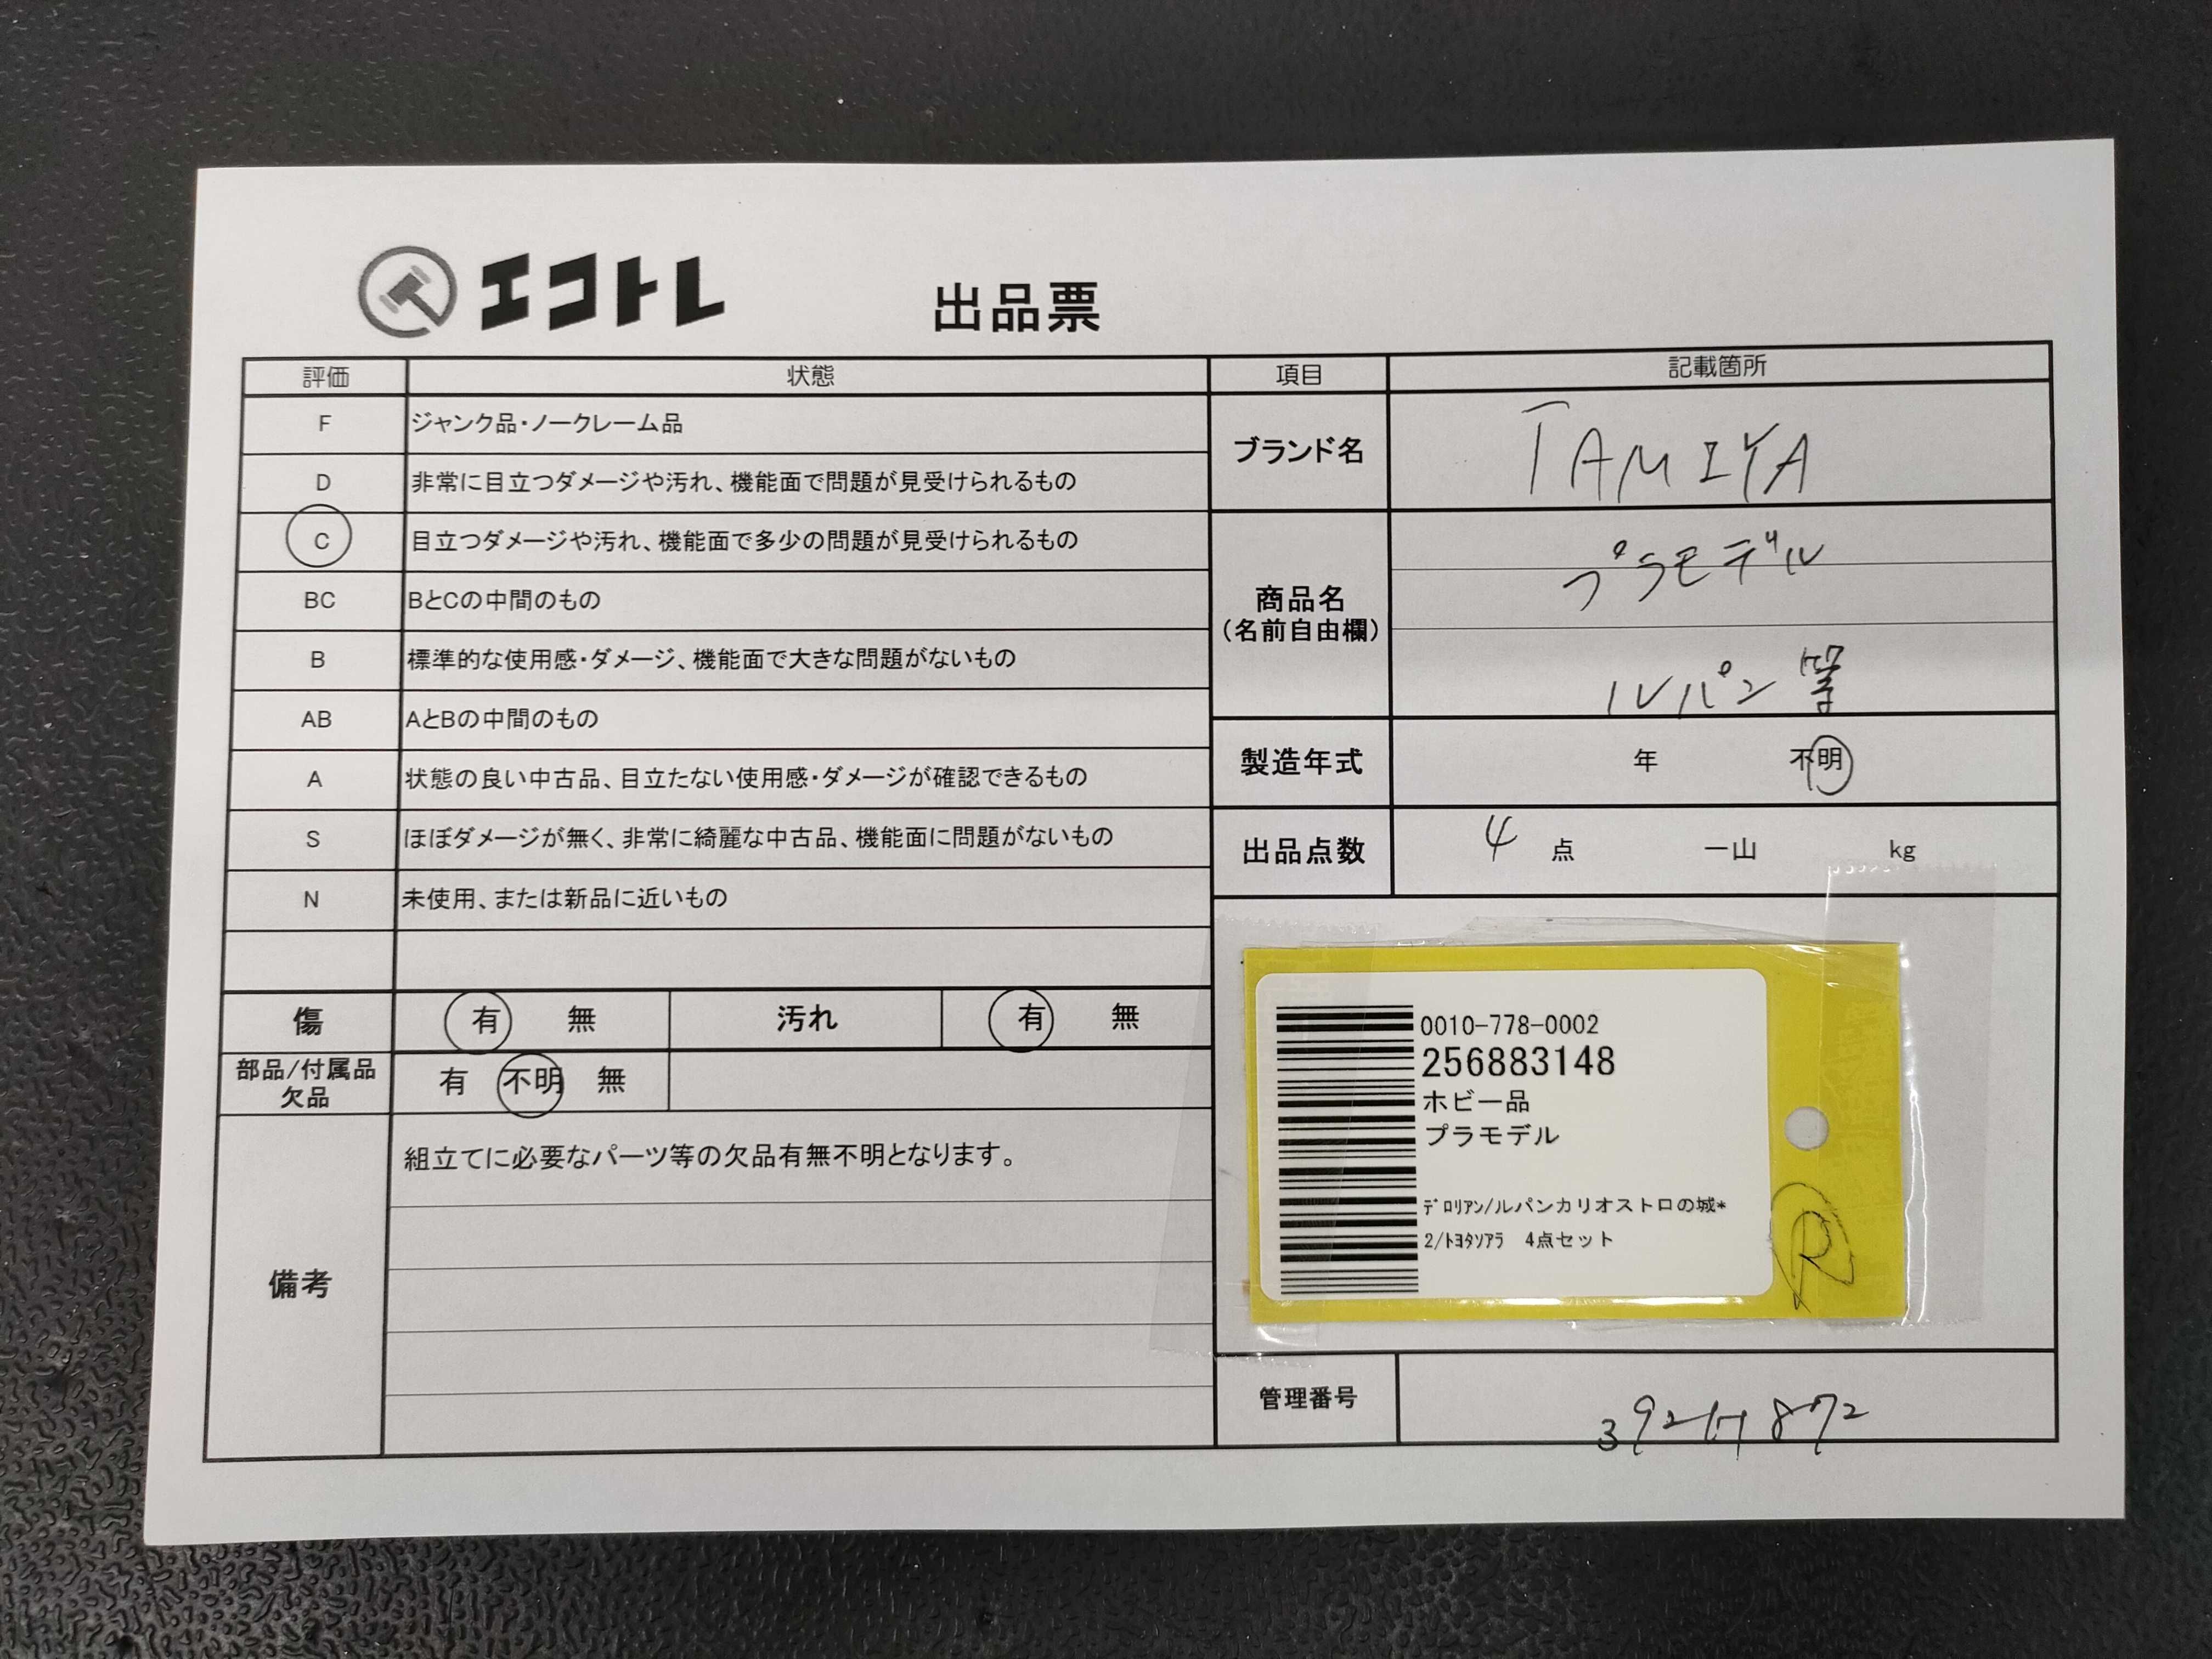 エコトレ 出品票
評価 状態 項目 記載箇所
F ジャンク品・ノークレーム品
D 非常に目立つダメージや汚れ、機能面で問題が見受けられるもの
C 目立つダメージや汚れ、機能面で多少の問題が見受けられるもの
BC BとCの中間のもの
B 標準的な使用感・ダメージ、機能面で大きな問題がないもの
AB AとBの中間のもの
A 状態の良い中古品、目立たない使用感・ダメージが確認できるもの
S ほぼダメージが無く、非常に綺麗な中古品、機能面に問題がないもの
N 未使用、または新品に近いもの
傷 有 無 汚れ 有 無
部品/付属品
欠品
有 不明 無
備考
組立てに必要なパーツ等の欠品有無不明となります。
ブランド名 TAMIYA
商品名
(名前自由欄)
プラモデル
ルパン等
製造年式 年 不明
出品点数 4 点 一山 kg
0010-778-0002
256883148
ホビー品
プラモデル
ﾃﾞﾛﾘｱﾝ/ルパンカリオストロの城*
2/ﾄﾖﾀｿｱﾗ 4点セット
R
管理番号